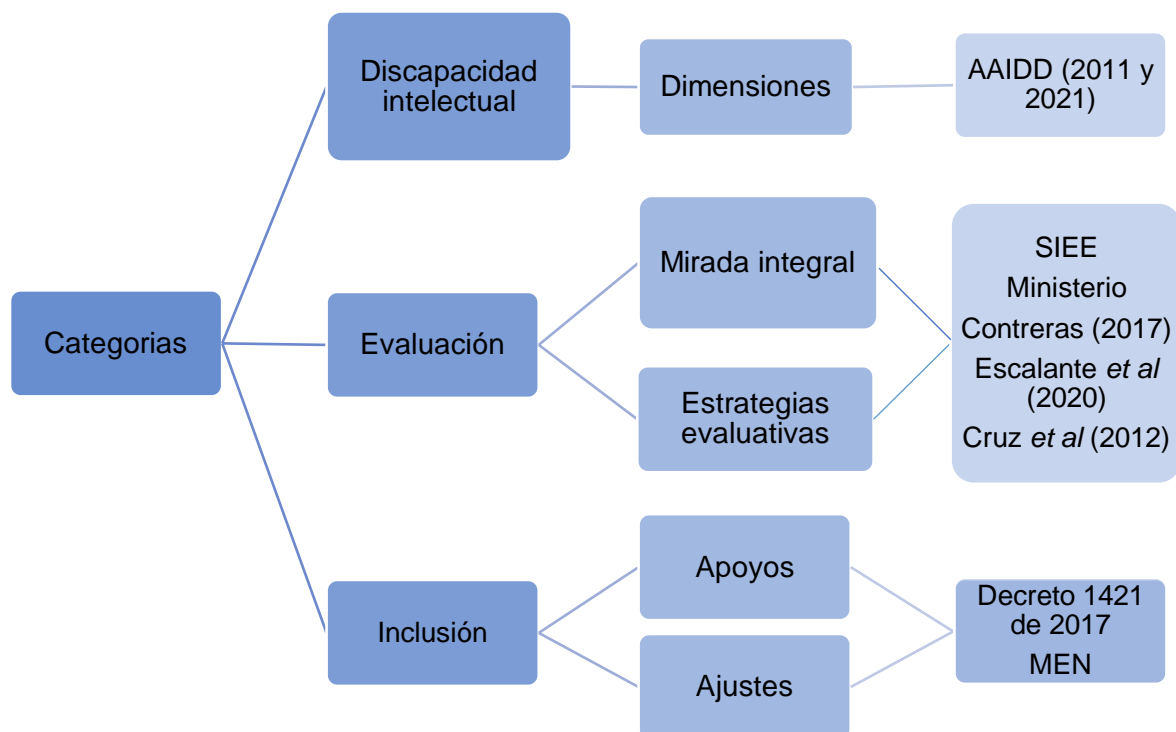 Discapacidad
intelectual
Dimensiones
AAIDD (2011 y
2021)
Categorias
Evaluación
Mirada integral
Estrategias
evaluativas
SIEE
Ministerio
Contreras (2017)
Escalante et al
(2020)
Cruz et al (2012)
Inclusión
Apoyos
Ajustes
Decreto 1421
de 2017
MEN